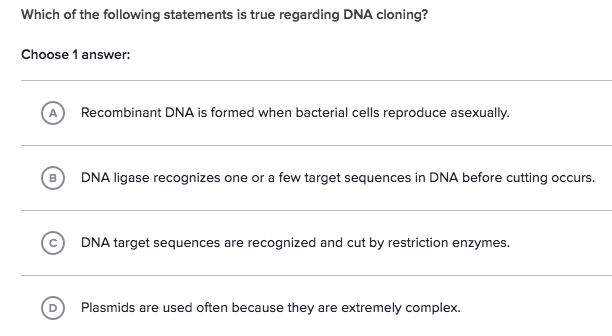 Which of the following statements is true regarding DNA cloning?
Choose 1 answer:
A Recombinant DNA is formed when bacterial cells reproduce asexually.
B DNA ligase recognizes one or a few target sequences in DNA before cutting occurs.
C DNA target sequences are recognized and cut by restriction enzymes.
D Plasmids are used often because they are extremely complex.